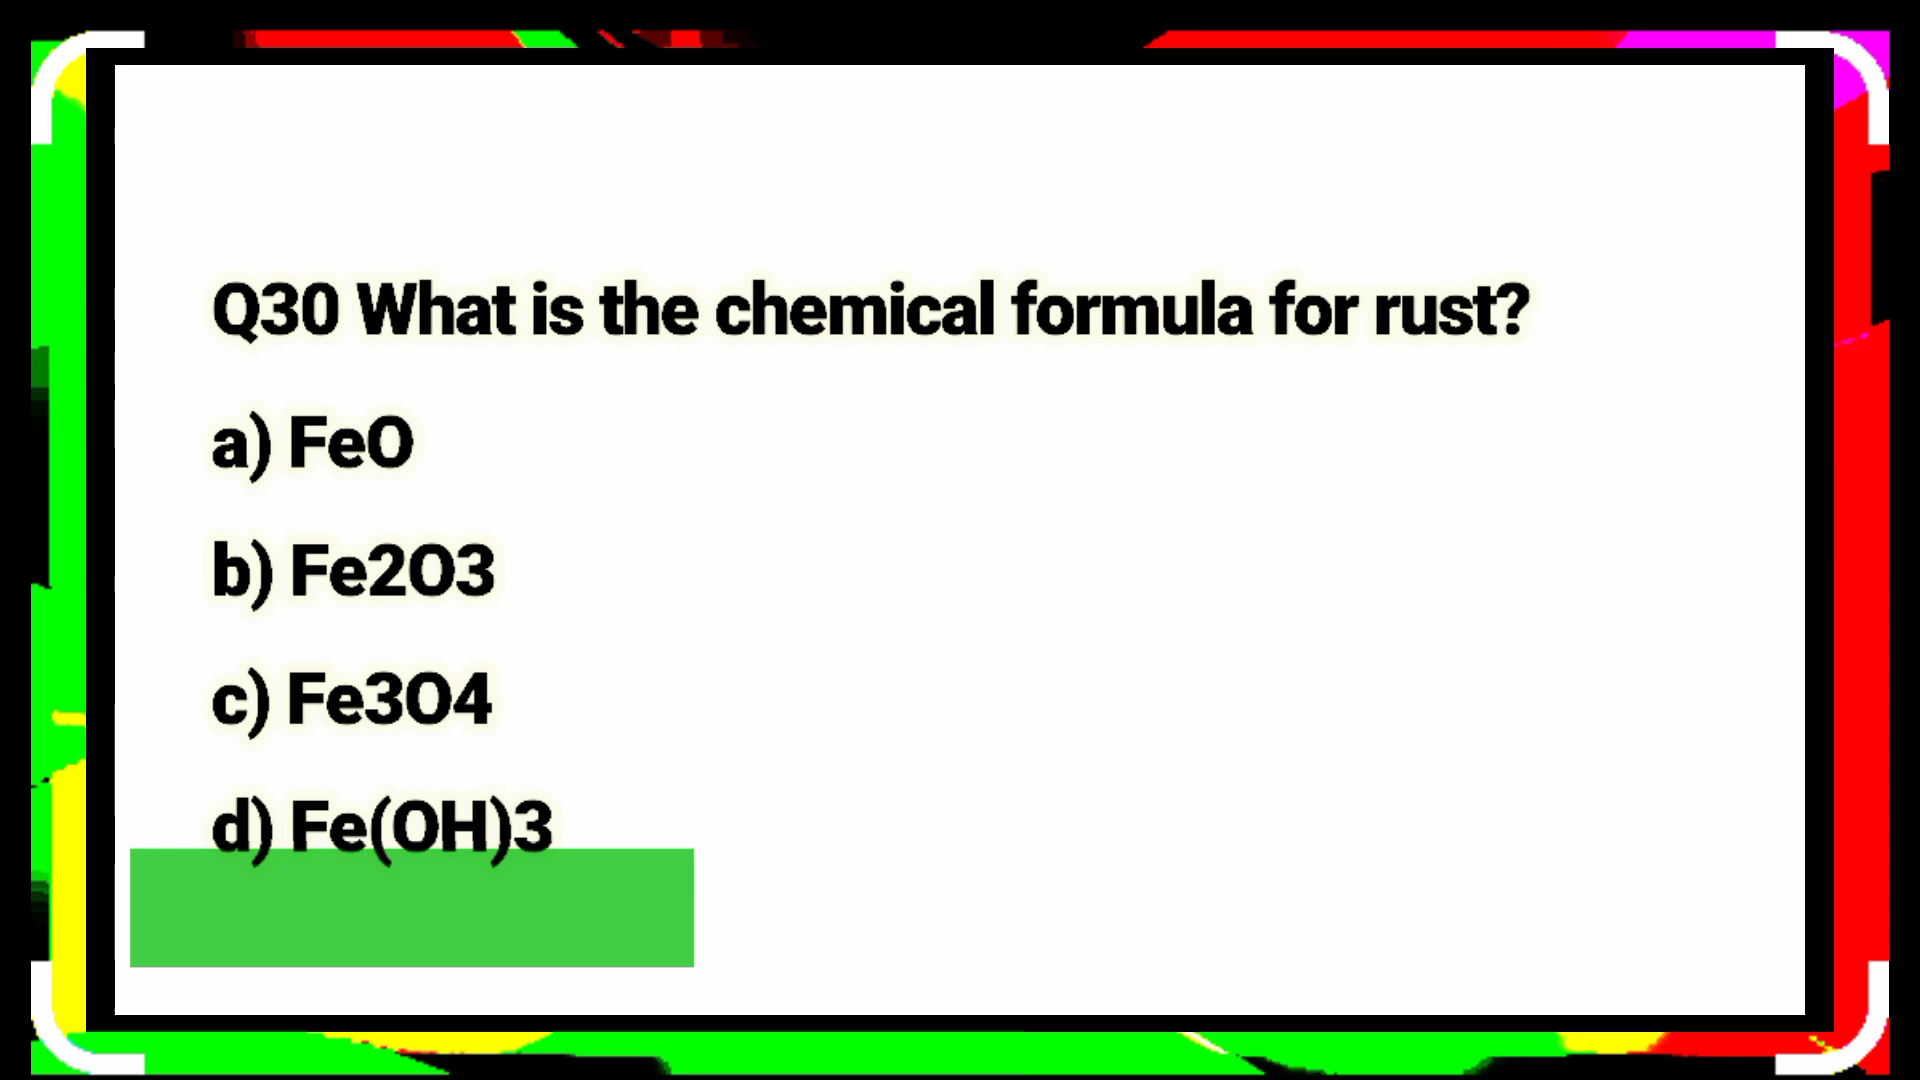 Q30 What is the chemical formula for rust?
a) FeO
b) Fe2O3
c) Fe3O4
d) Fe(OH)3